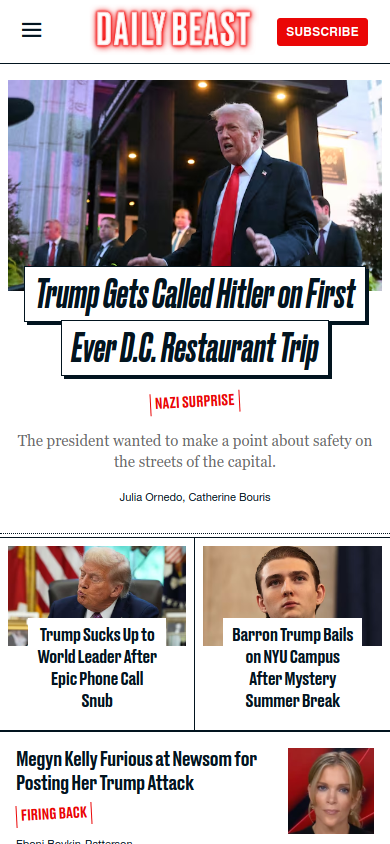 DAILY BEAST
SUBSCRIBE
Trump Gets Called Hitler on First
Ever D.C. Restaurant Trip
NAZI SURPRISE
The president wanted to make a point about safety on
the streets of the capital.
Julia Ornedo, Catherine Bouris
Trump Sucks Up to
World Leader After
Epic Phone Call
Snub
Barron Trump Bails
on NYU Campus
After Mystery
Summer Break
Megyn Kelly Furious at Newsom for
Posting Her Trump Attack
FIRING BACK
Eboni Boykin-Patterson